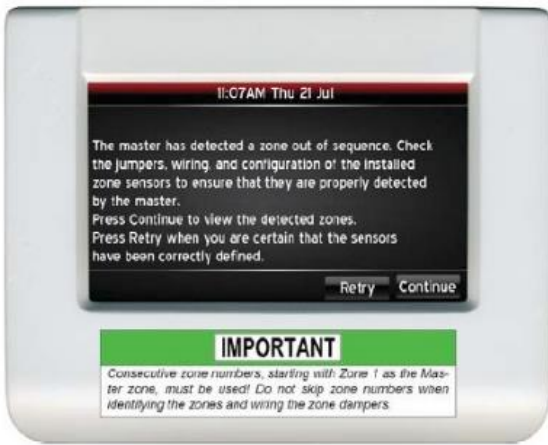 11:07AM Thu 21 Jul
The master has detected a zone out of sequence. Check
the jumpers, wiring, and configuration of the installed
zone sensors to ensure that they are properly detected
by the master.
Press Continue to view the detected zones.
Press Retry when you are certain that the sensors
have been correctly defined.
Retry Continue
IMPORTANT
Consecutive zone numbers, starting with Zone 1 as the Mas-
ter zone, must be used! Do not skip zone numbers when
identifying the zones and wiring the zone dampers.